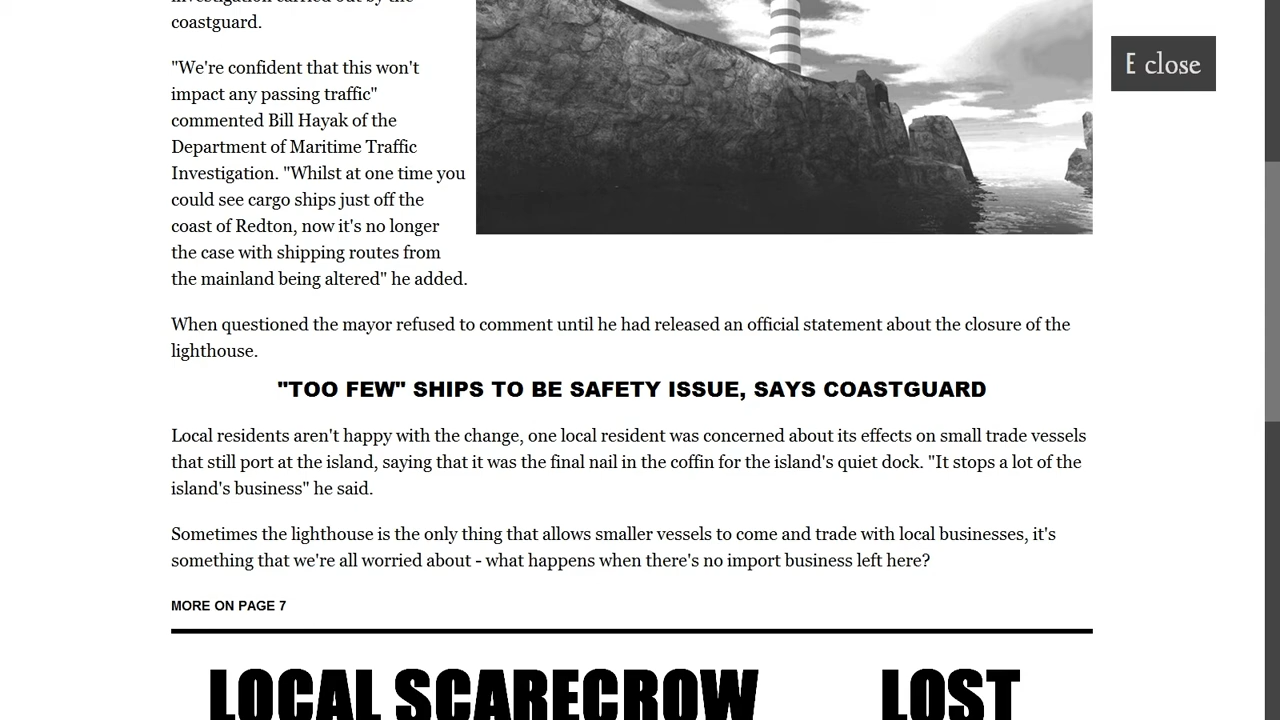 investigation carried out by the
coastguard.
"We're confident that this won't
impact any passing traffic"
commented Bill Hayak of the
Department of Maritime Traffic
Investigation. "Whilst at one time you
could see cargo ships just off the
coast of Redton, now it's no longer
the case with shipping routes from
the mainland being altered" he added.
E close
When questioned the mayor refused to comment until he had released an official statement about the closure of the
lighthouse.
"TOO FEW" SHIPS TO BE SAFETY ISSUE, SAYS COASTGUARD
Local residents aren't happy with the change, one local resident was concerned about its effects on small trade vessels
that still port at the island, saying that it was the final nail in the coffin for the island's quiet dock. "It stops a lot of the
island's business" he said.
Sometimes the lighthouse is the only thing that allows smaller vessels to come and trade with local businesses, it's
something that we're all worried about - what happens when there's no import business left here?
MORE ON PAGE 7
LOCAL SCARECROW
LOST